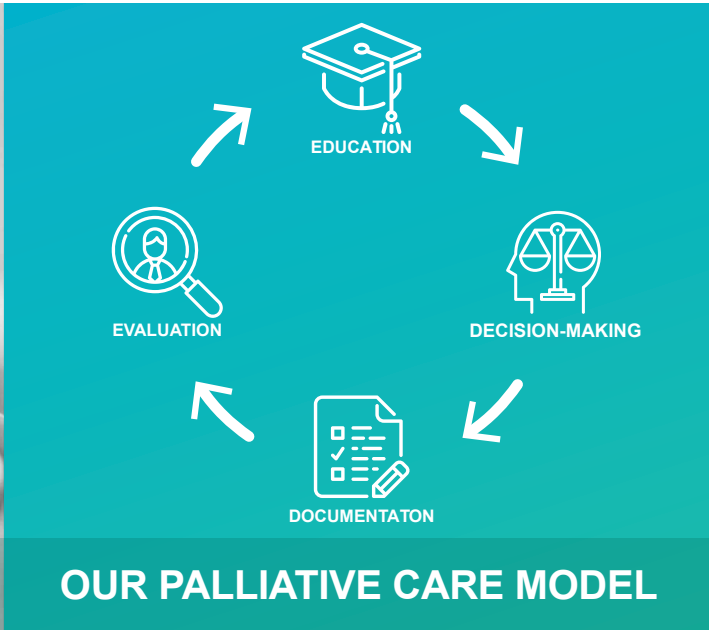 EDUCATION
EVALUATION
DECISION-MAKING
DOCUMENTATON
OUR PALLIATIVE CARE MODEL